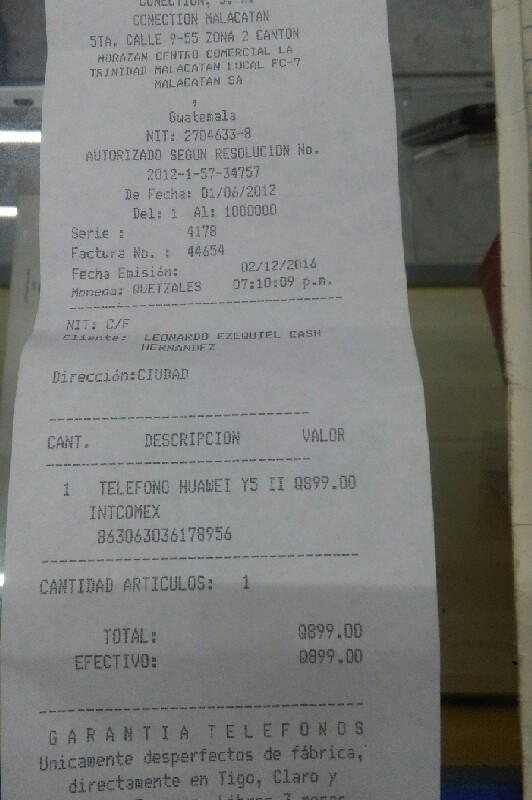 CONECTION, S. A.
CONECTION MALACATAN
5TA. CALLE 9-55 ZONA 2 CANTON
MORAZAN CENTRO COMERCIAL LA
TRINIDAD MALACATAN LOCAL FC-7
MALACATAN SA
,
Guatemala
NIT: 2704633-8
AUTORIZADO SEGUN RESOLUCION No.
2012-1-57-34757
De Fecha: 01/06/2012
Del: 1 Al: 1000000
Serie : 4178
Factura No. : 44654
Fecha Emisión: 02/12/2016
Moneda: QUETZALES 07:10:09 p.m.
NIT: C/F
Cliente: LEONARDO EZEQUIEL CASH
HERNANDEZ
Dirección:CIUDAD
CANT. DESCRIPCION VALOR
1 TELEFONO HUAWEI Y5 II Q899.00
INTCOMEX
863063036178956
CANTIDAD ARTICULOS: 1
TOTAL: Q899.00
EFECTIVO: Q899.00
GARANTIA TELEFONOS
Unicamente desperfectos de fábrica,
directamente en Tigo, Claro y
3 meses